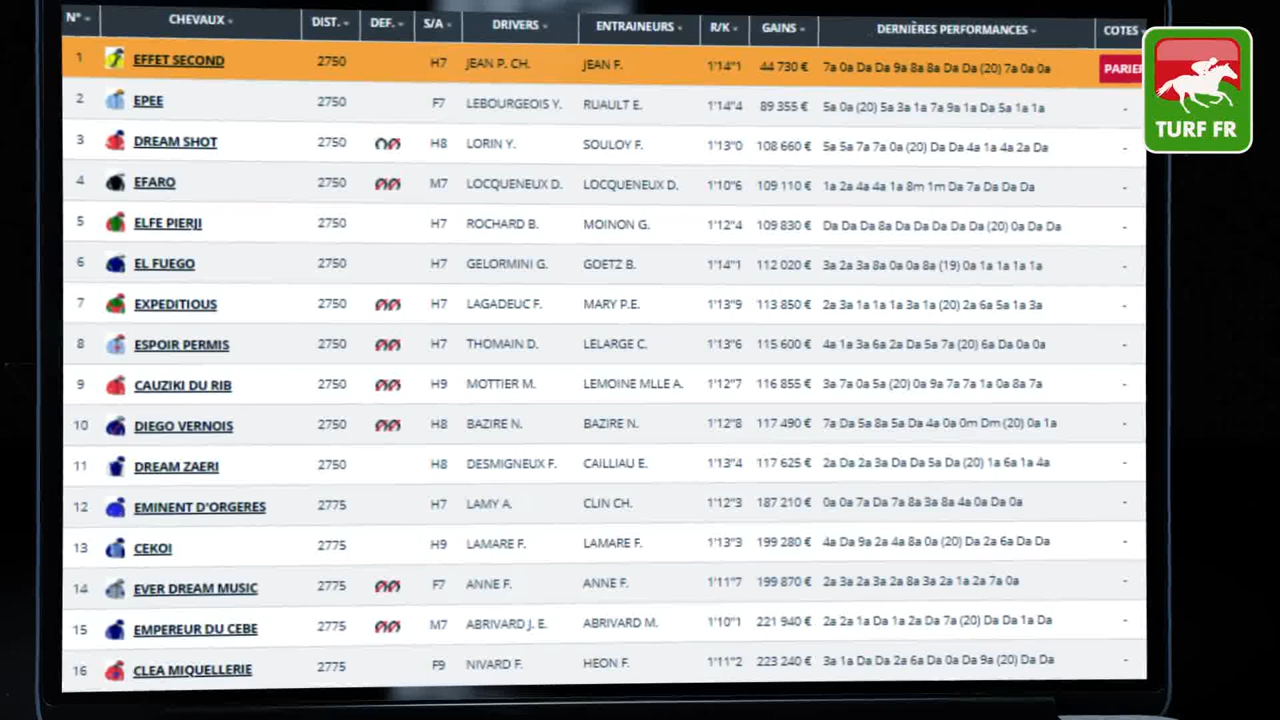 N° CHEVAUX DIST. DEF. S/A DRIVERS ENTRAINEURS R/K GAINS DERNIÈRES PERFORMANCES COTES
1 EFFET SECOND 2750 H7 JEAN P. CH. JEAN F. 1'14"1 44 730 € 7a 0a Da Da 9a 8a 8a Da Da (20) 7a 0a 0a PARIER
2 EPEE 2750 F7 LEBOURGEOIS Y. RUAULT E. 1'14"4 89 355 € 5a 0a (20) 5a 3a 1a 7a 9a 1a Da 5a 1a 1a -
3 DREAM SHOT 2750 H8 LORIN Y. SOULOY F. 1'13"0 108 660 € 5a 5a 7a 7a 0a (20) Da Da 4a 1a 4a 2a Da -
4 EFARO 2750 M7 LOCQUENEUX D. LOCQUENEUX D. 1'10"6 109 110 € 1a 2a 4a 4a 1a 8m 1m Da 7a Da Da Da -
5 ELFE PIERJI 2750 H7 ROCHARD B. MOINON G. 1'12"4 109 830 € Da Da Da 8a Da Da Da Da Da (20) 0a Da Da -
6 EL FUEGO 2750 H7 GELORMINI G. GOETZ B. 1'14"1 112 020 € 3a 2a 3a 8a 0a 0a 8a (19) 0a 1a 1a 1a 1a -
7 EXPEDITIOUS 2750 H7 LAGADEUC F. MARY P.E. 1'13"9 113 850 € 2a 3a 1a 1a 1a 3a 1a (20) 2a 6a 5a 1a 3a -
8 ESPOIR PERMIS 2750 H7 THOMAIN D. LELARGE C. 1'13"6 115 600 € 4a 1a 3a 6a 2a Da 5a 7a (20) 6a Da 0a 0a -
9 CAUZIKI DU RIB 2750 H9 MOTTIER M. LEMOINE MLLE A. 1'12"7 116 855 € 3a 7a 0a 5a (20) 0a 9a 7a 7a 1a 0a 8a 7a -
10 DIEGO VERNOIS 2750 H8 BAZIRE N. BAZIRE N. 1'12"8 117 490 € 7a Da 5a 8a 5a Da 4a 0a 0m Dm (20) 0a 1a -
11 DREAM ZAERI 2750 H8 DESMIGNEUX F. CAILLIAU E. 1'13"4 117 625 € 2a Da 2a 3a Da Da 5a Da (20) 1a 6a 1a 4a -
12 EMINENT D'ORGERES 2775 H7 LAMY A. CLIN CH. 1'12"3 187 210 € 0a 0a 7a Da 7a 8a 3a 8a 4a 0a Da 0a -
13 CEKOI 2775 H9 LAMARE F. LAMARE F. 1'13"3 199 280 € 4a Da 9a 2a 4a 8a 0a (20) Da 2a 6a Da Da -
14 EVER DREAM MUSIC 2775 F7 ANNE F. ANNE F. 1'11"7 199 870 € 2a 3a 2a 3a 2a 8a 3a 2a 1a 2a 7a 0a -
15 EMPEREUR DU CEBE 2775 M7 ABRIVARD J. E. ABRIVARD M. 1'10"1 221 940 € 2a 2a 1a Da 1a 2a Da 7a (20) Da Da 1a Da -
16 CLEA MIQUELLERIE 2775 F9 NIVARD F. HEON F. 1'11"2 223 240 € 3a 1a Da Da 2a 6a Da 0a Da 9a (20) Da Da -
TURF FR